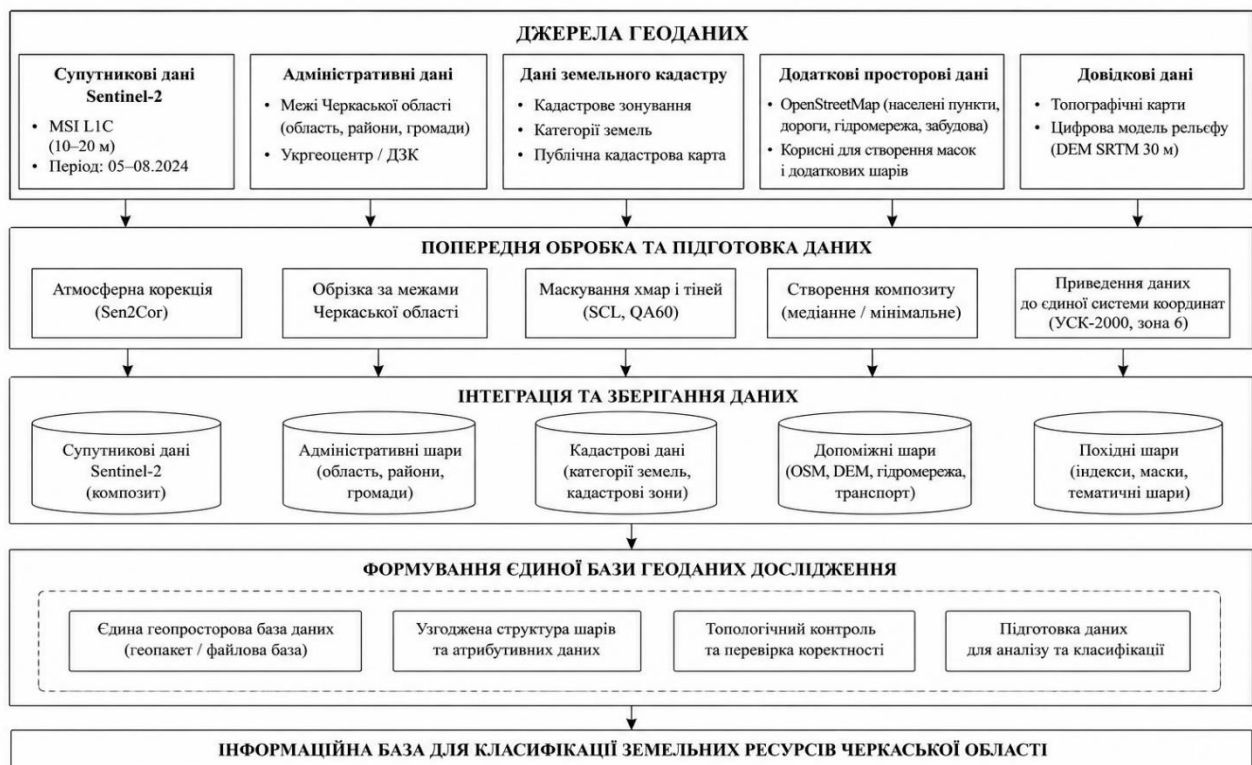 ДЖЕРЕЛА ГЕОДАНИХ
Супутникові дані
Sentinel-2
• MSI L1C
(10–20 м)
• Період: 05–08.2024
Адміністративні дані
• Межі Черкаської області
(область, райони, громади)
• Укргеоцентр / ДЗК
Дані земельного кадастру
• Кадастрове зонування
• Категорії земель
• Публічна кадастрова карта
Додаткові просторові дані
• OpenStreetMap (населені пункти,
дороги, гідромережа, забудова)
• Корисні для створення масок
і додаткових шарів
Довідкові дані
• Топографічні карти
• Цифрова модель рельєфу
(DEM SRTM 30 м)
ПОПЕРЕДНЯ ОБРОБКА ТА ПІДГОТОВКА ДАНИХ
Атмосферна корекція
(Sen2Cor)
Обрізка за межами
Черкаської області
Маскування хмар і тіней
(SCL, QA60)
Створення композиту
(медіанне / мінімальне)
Приведення даних
до єдиної системи координат
(УСК-2000, зона 6)
ІНТЕГРАЦІЯ ТА ЗБЕРІГАННЯ ДАНИХ
Супутникові дані
Sentinel-2
(композит)
Адміністративні шари
(область, райони,
громади)
Кадастрові дані
(категорії земель,
кадастрові зони)
Допоміжні шари
(OSM, DEM, гідромережа,
транспорт)
Похідні шари
(індекси, маски,
тематичні шари)
ФОРМУВАННЯ ЄДИНОЇ БАЗИ ГЕОДАНИХ ДОСЛІДЖЕННЯ
Єдина геопросторова база даних
(геопакет / файлова база)
Узгоджена структура шарів
та атрибутивних даних
Топологічний контроль
та перевірка коректності
Підготовка даних
для аналізу та класифікації
ІНФОРМАЦІЙНА БАЗА ДЛЯ КЛАСИФІКАЦІЇ ЗЕМЕЛЬНИХ РЕСУРСІВ ЧЕРКАСЬКОЇ ОБЛАСТІ